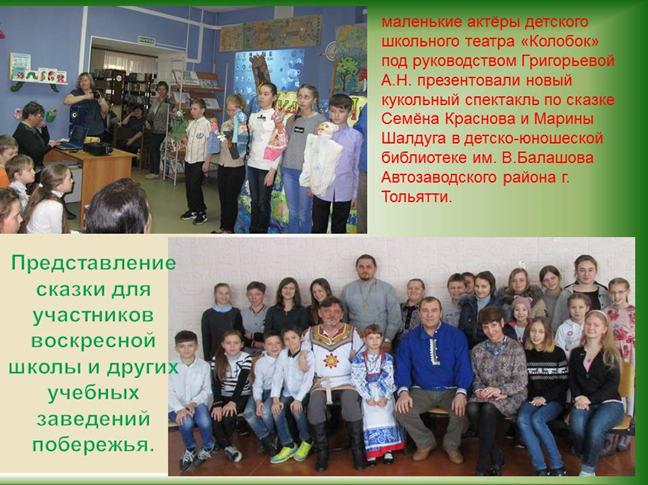 маленькие актёры детского
школьного театра «Колобок»
под руководством Григорьевой
А.Н. презентовали новый
кукольный спектакль по сказке
Семёна Краснова и Марины
Шалдуга в детско-юношеской
библиотеке им. В.Балашова
Автозаводского района г.
Тольятти.
Представление
сказки для
участников
воскресной
школы и других
учебных
заведений
побережья.